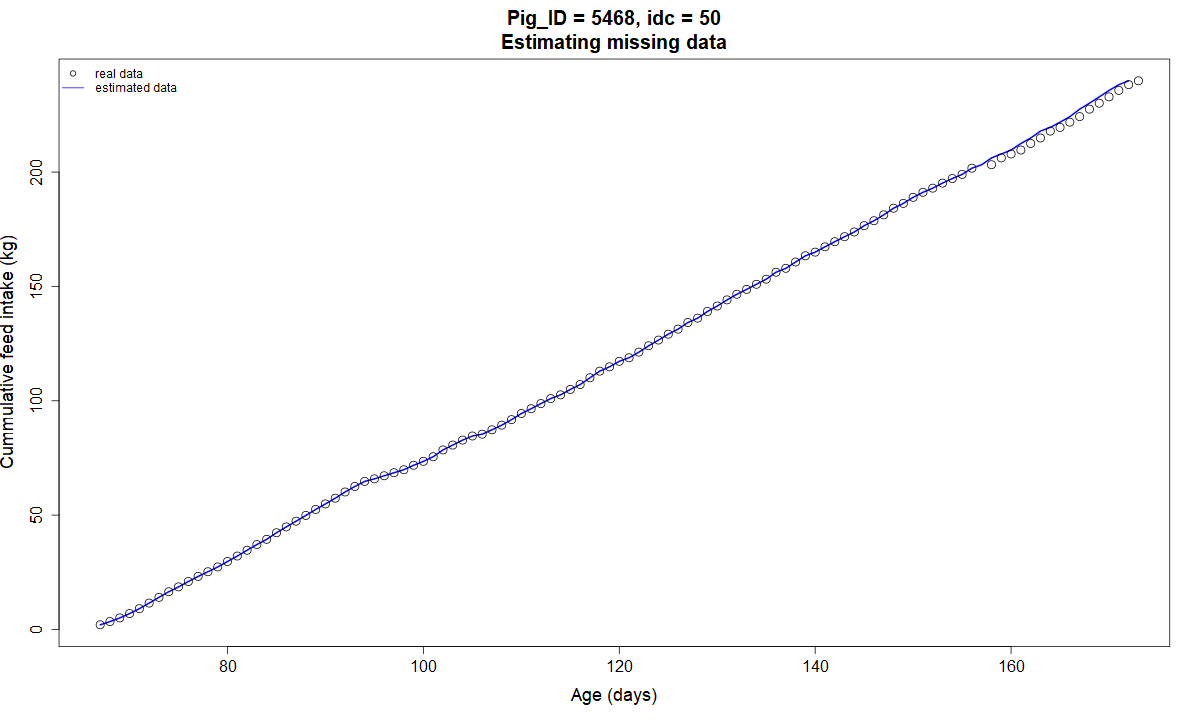 Pig_ID = 5468, idc = 50
Estimating missing data
real data
estimated data
Cummulative feed intake (kg)
200
150
100
50
0
80
100
120
140
160
Age (days)